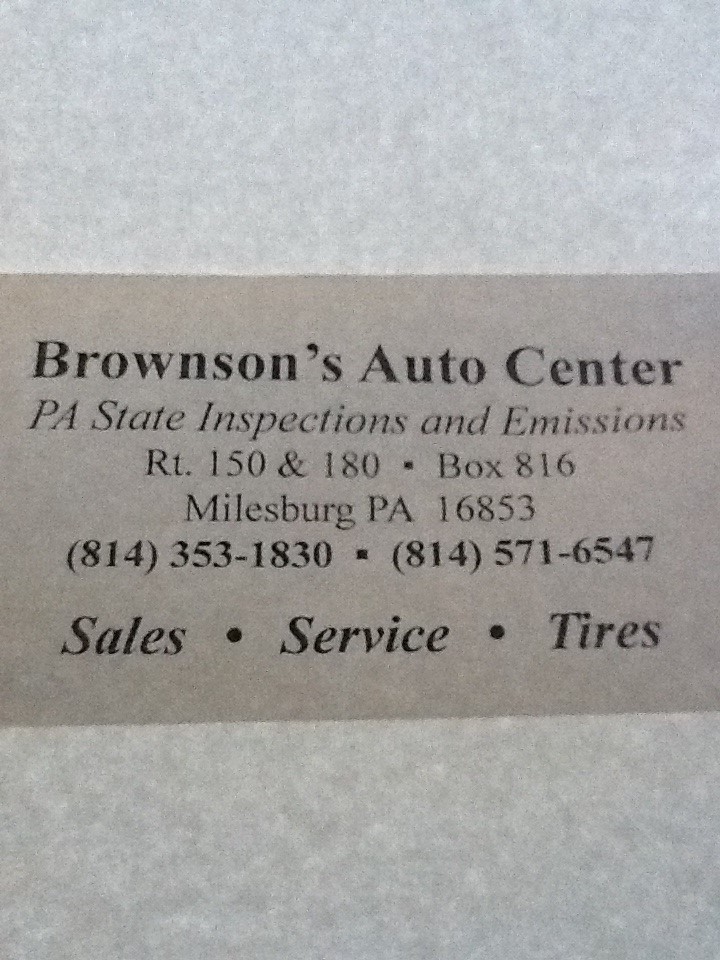 Brownson's Auto Center
PA State Inspections and Emissions
Rt. 150 & 180 ▪ Box 816
Milesburg PA 16853
(814) 353-1830 ▪ (814) 571-6547
Sales • Service • Tires